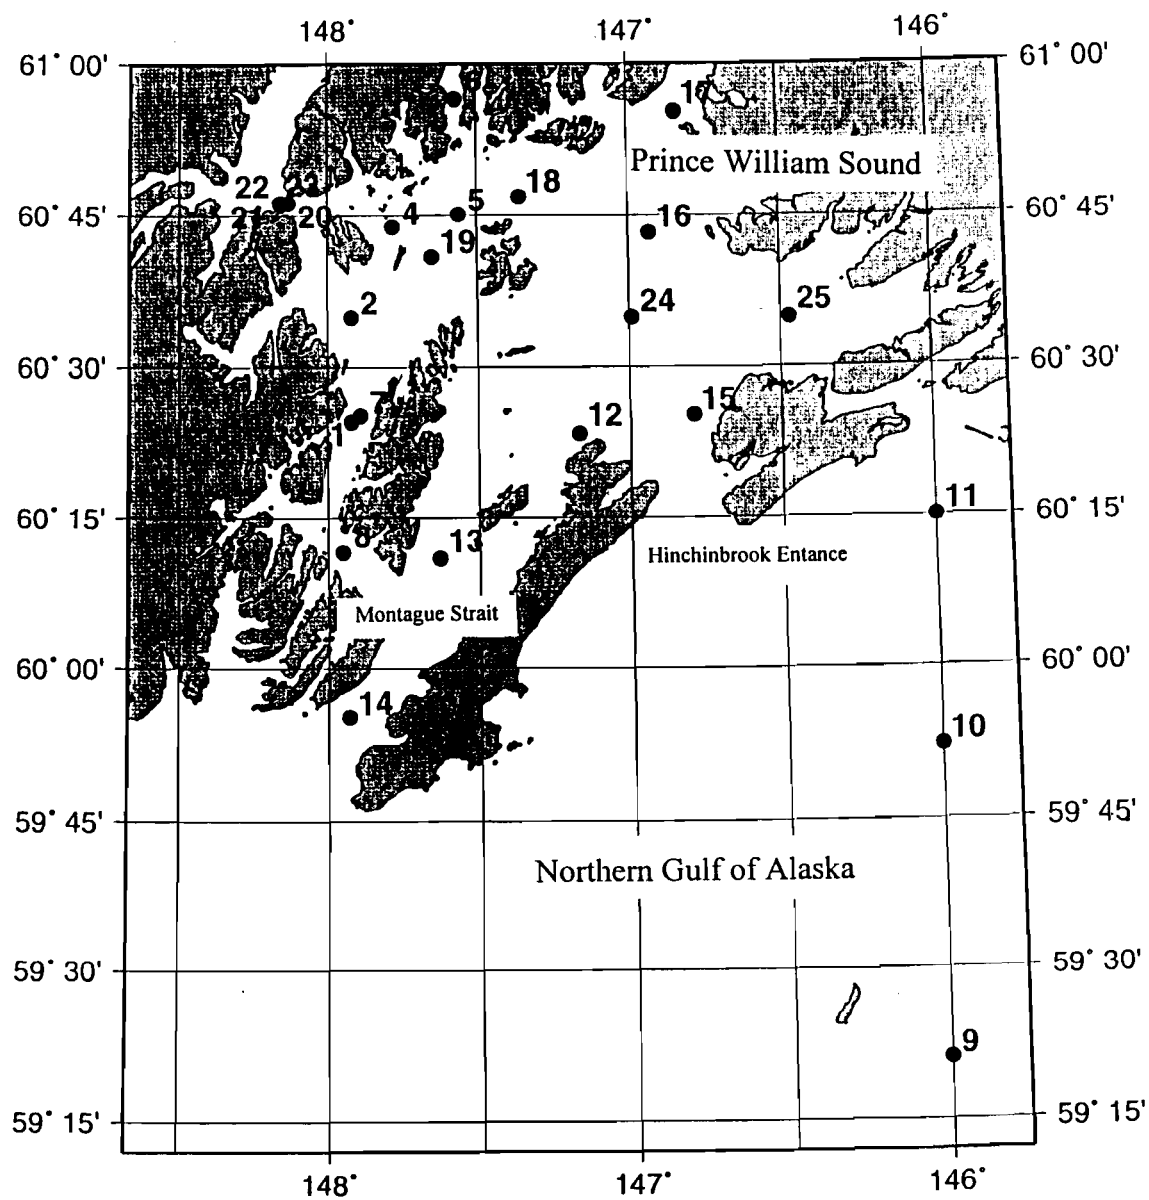 148° 147° 146°
61° 00' 61° 00'
6 17
Prince William Sound
22 23 18
60° 45' 21 20 4 5 16 60° 45'
19
2 24 25
60° 30' 60° 30'
7 15
1 12
11
60° 15' 60° 15'
8 13
Hinchinbrook Entance
Montague Strait
60° 00' 60° 00'
14 10
59° 45' 59° 45'
Northern Gulf of Alaska
59° 30' 59° 30'
9
59° 15' 59° 15'
148° 147° 146°